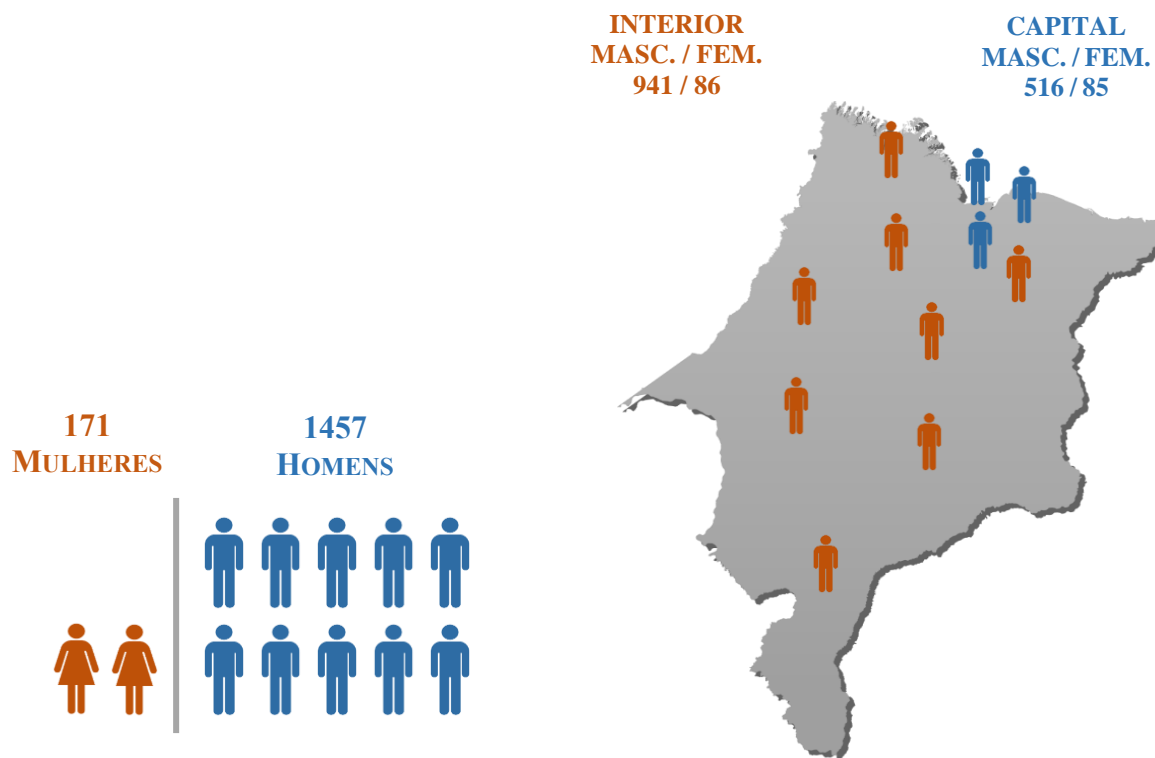 INTERIOR
MASC. / FEM.
941 / 86
CAPITAL
MASC. / FEM.
516 / 85
171
MULHERES
1457
HOMENS